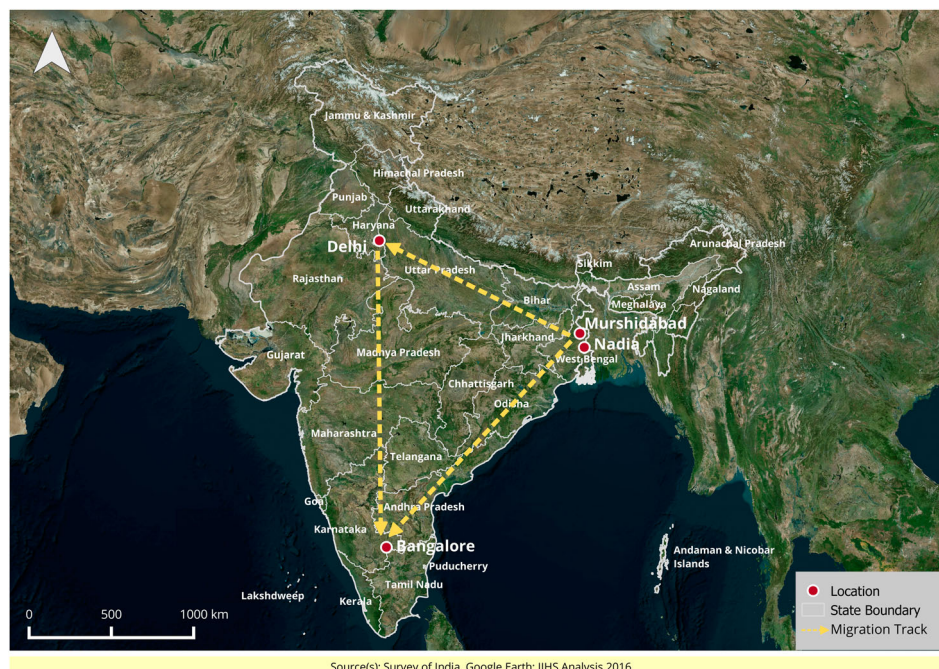 Jammu & Kashmir
Himachal Pradesh
Punjab
Uttarakhand
Haryana
Delhi
Arunachal Pradesh
Sikkim
Uttar Pradesh
Rajasthan
Assam
Nagaland
Bihar
Meghalaya
Murshidabad
Jharkhand
Nadia
Gujarat
Madhya Pradesh
West Bengal
Chhattisgarh
Odisha
Maharashtra
Telangana
Goa
Andhra Pradesh
Karnataka
Bangalore
Andaman & Nicobar
Islands
Puducherry
Tamil Nadu
Lakshdweep
Kerala
0 500 1000 km
Location
State Boundary
Migration Track
Source(s): Survey of India, Google Earth; IIHS Analysis 2016